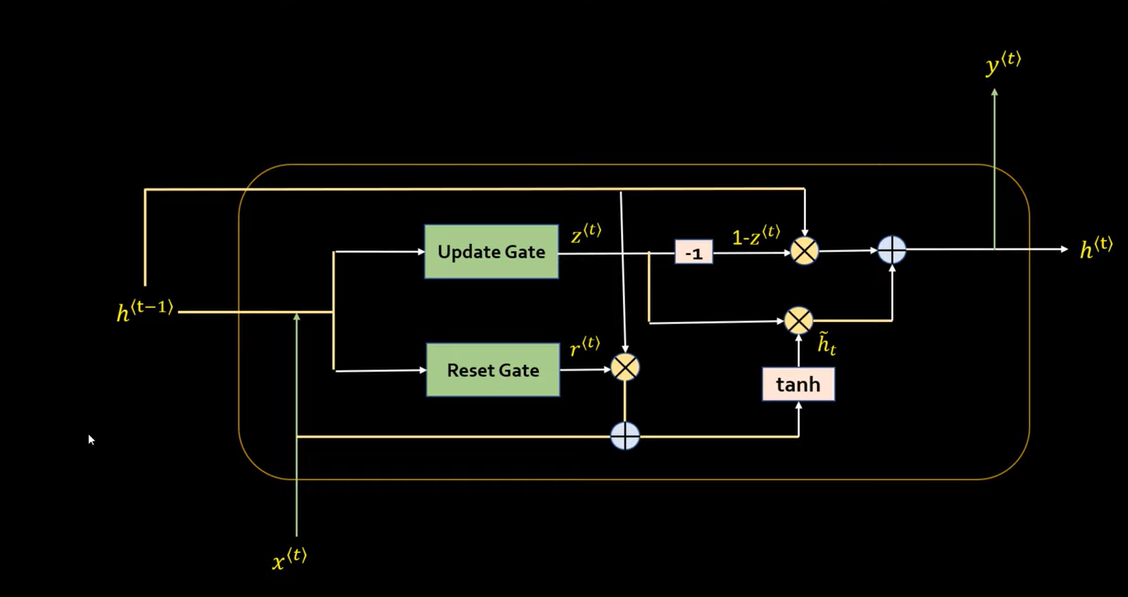 y⟨t⟩
Update Gate
z⟨t⟩
-1
1-z⟨t⟩
h⟨t⟩
h⟨t−1⟩
Reset Gate
r⟨t⟩
h̃t
tanh
x⟨t⟩